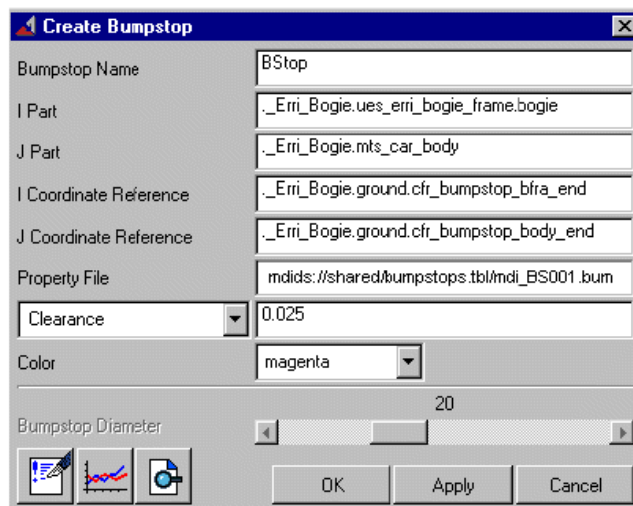 Create Bumpstop
Bumpstop Name BStop
I Part ._Erri_Bogie.ues_erri_bogie_frame.bogie
J Part ._Erri_Bogie.mts_car_body
I Coordinate Reference ._Erri_Bogie.ground.cfr_bumpstop_bfra_end
J Coordinate Reference ._Erri_Bogie.ground.cfr_bumpstop_body_end
Property File mdids://shared/bumpstops.tbl/mdi_BS001.bum
Clearance 0.025
Color magenta
20
Bumpstop Diameter
OK Apply Cancel